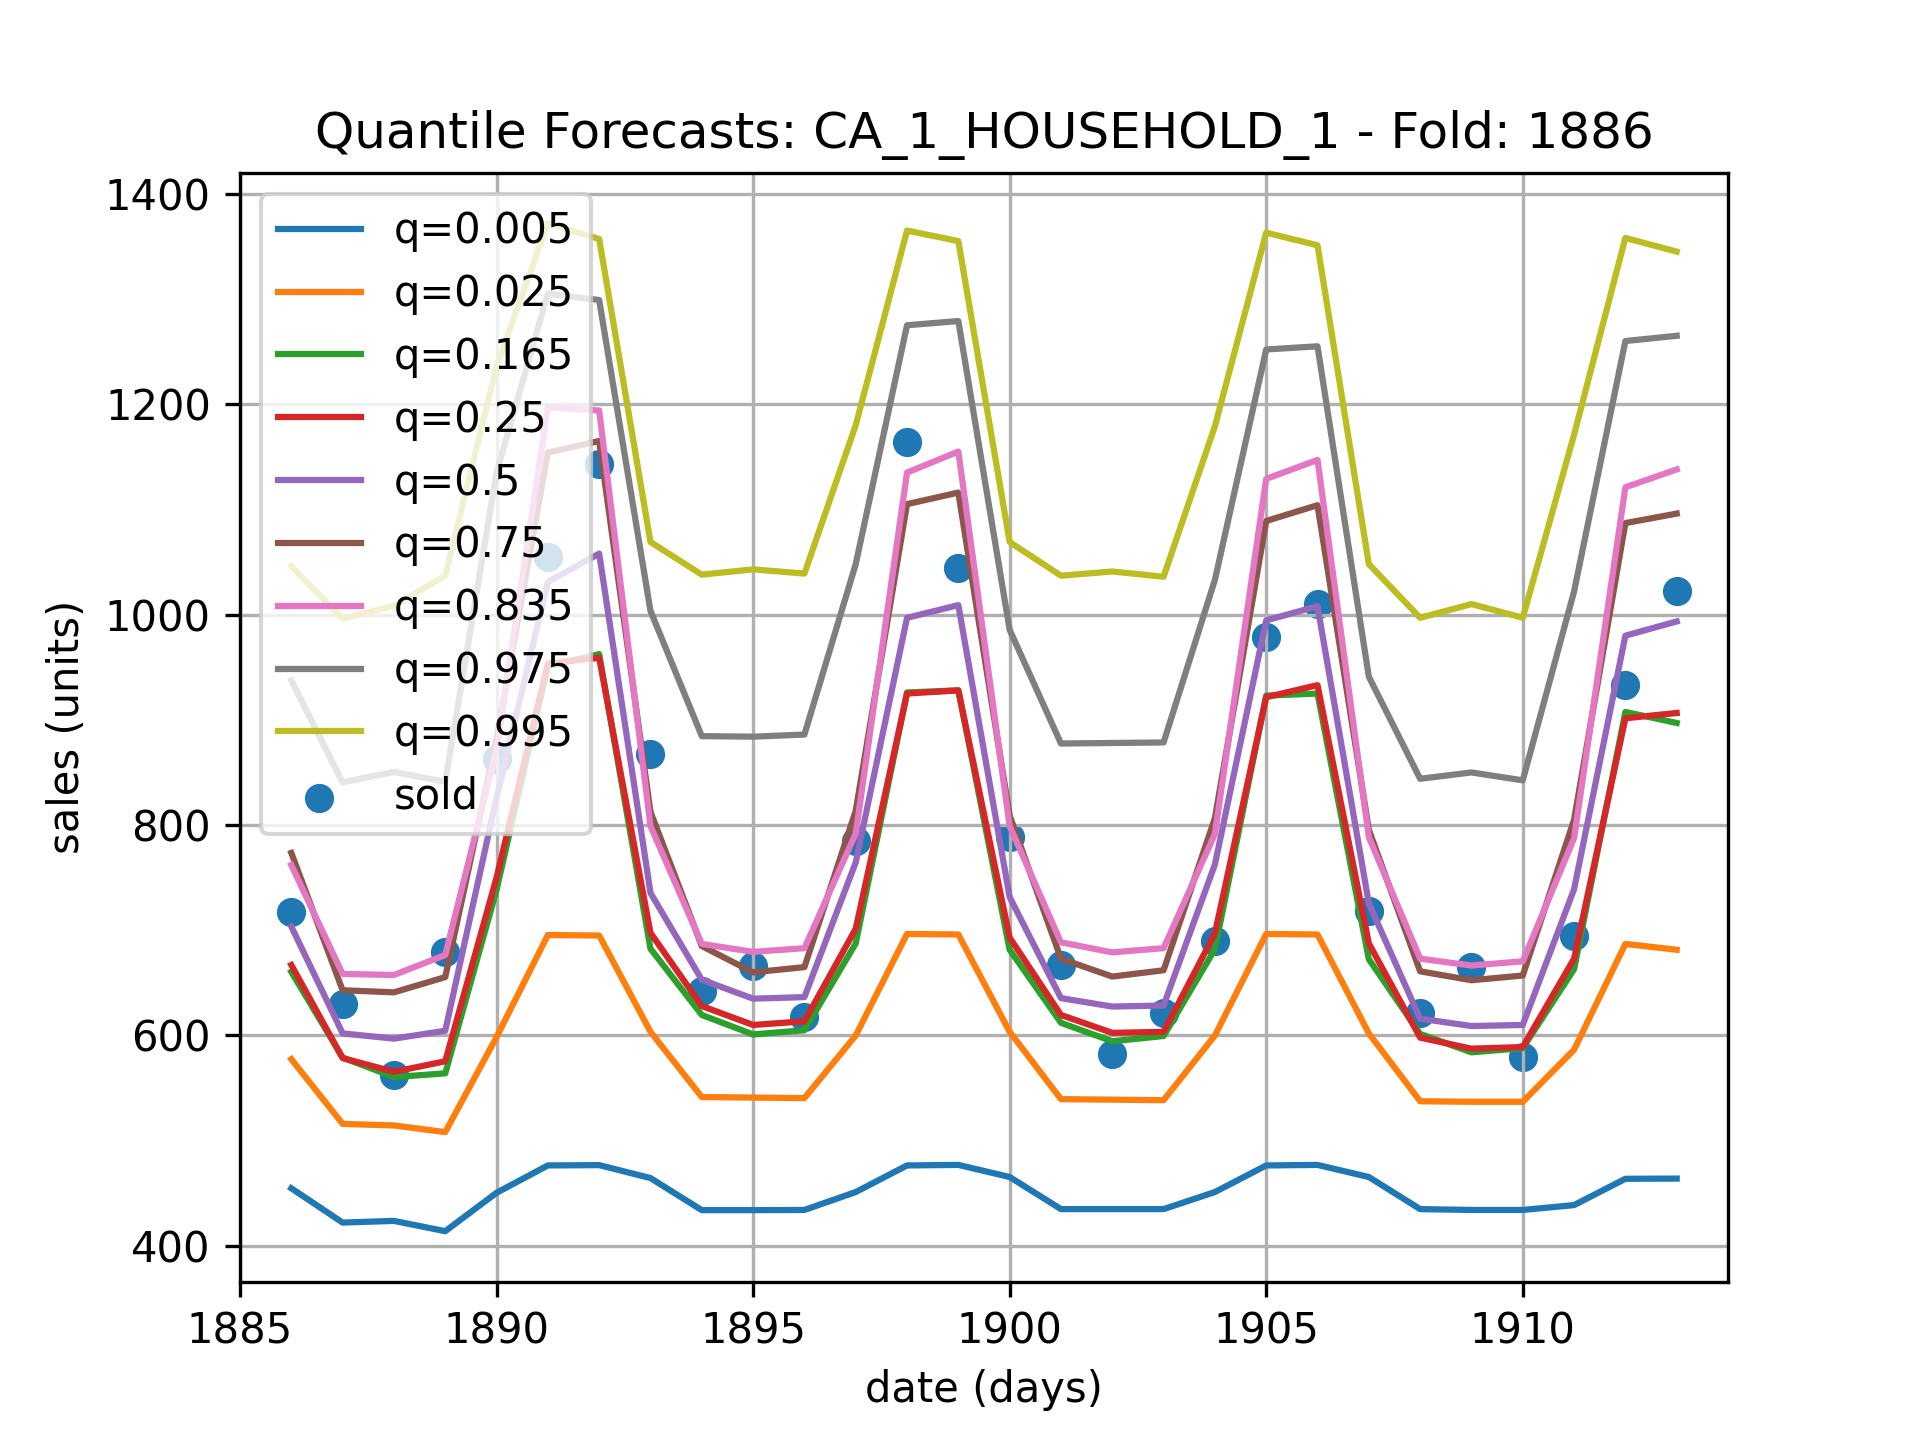 Quantile Forecasts: CA_1_HOUSEHOLD_1 - Fold: 1886
1400
1200
1000
800
600
400
sales (units)
q=0.005
q=0.025
q=0.165
q=0.25
q=0.5
q=0.75
q=0.835
q=0.975
q=0.995
sold
1885 1890 1895 1900 1905 1910
date (days)